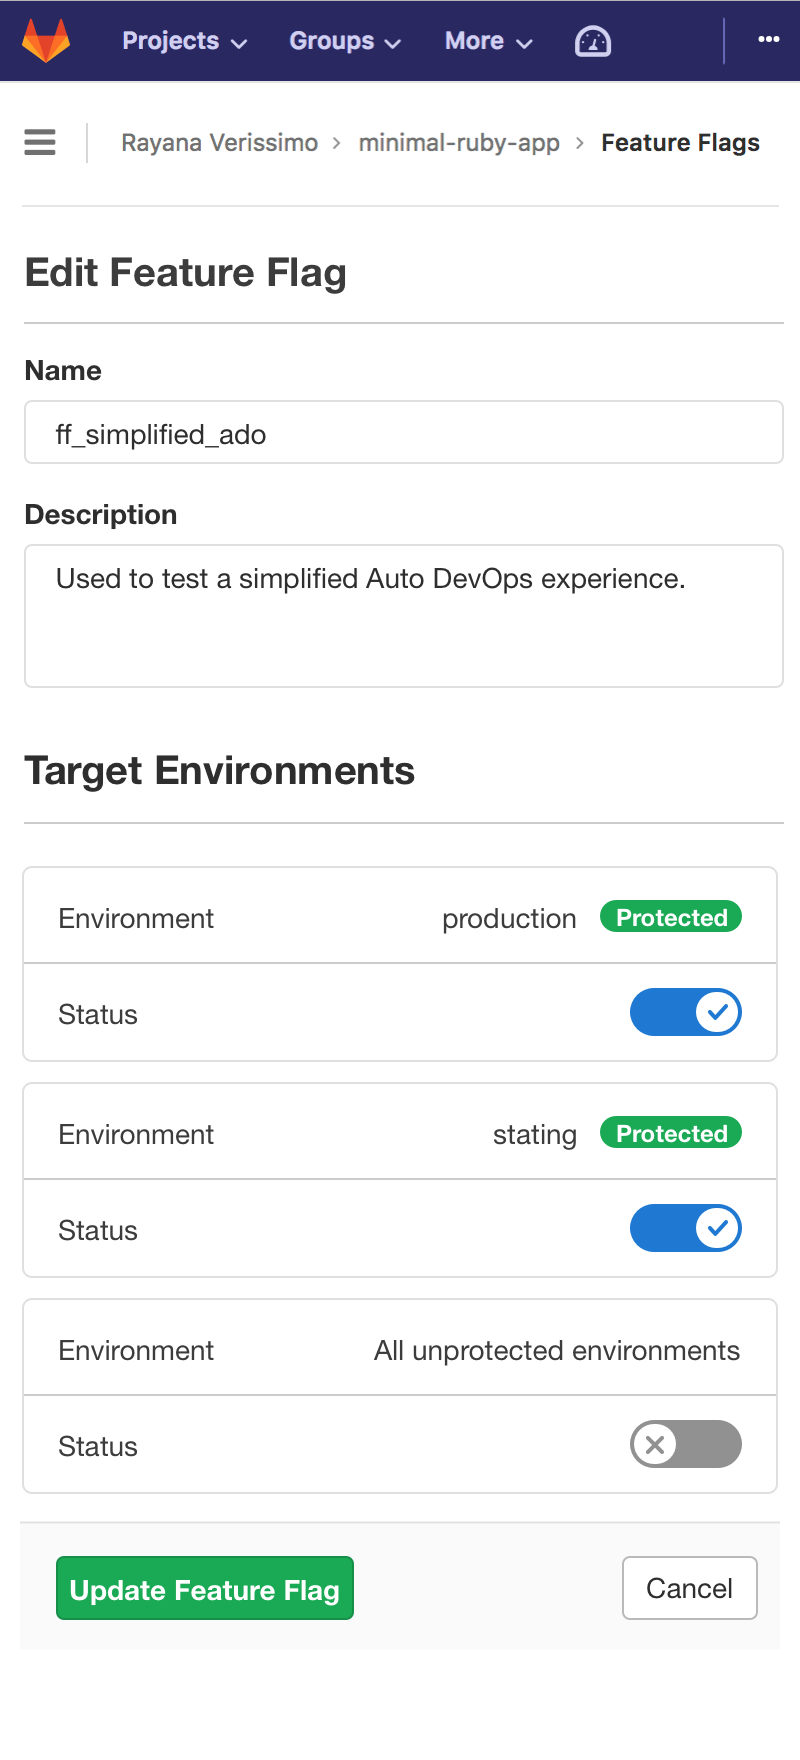 Projects Groups More
Rayana Verissimo > minimal-ruby-app > Feature Flags
Edit Feature Flag
Name
ff_simplified_ado
Description
Used to test a simplified Auto DevOps experience.
Target Environments
Environment production Protected
Status
Environment stating Protected
Status
Environment All unprotected environments
Status
Update Feature Flag Cancel